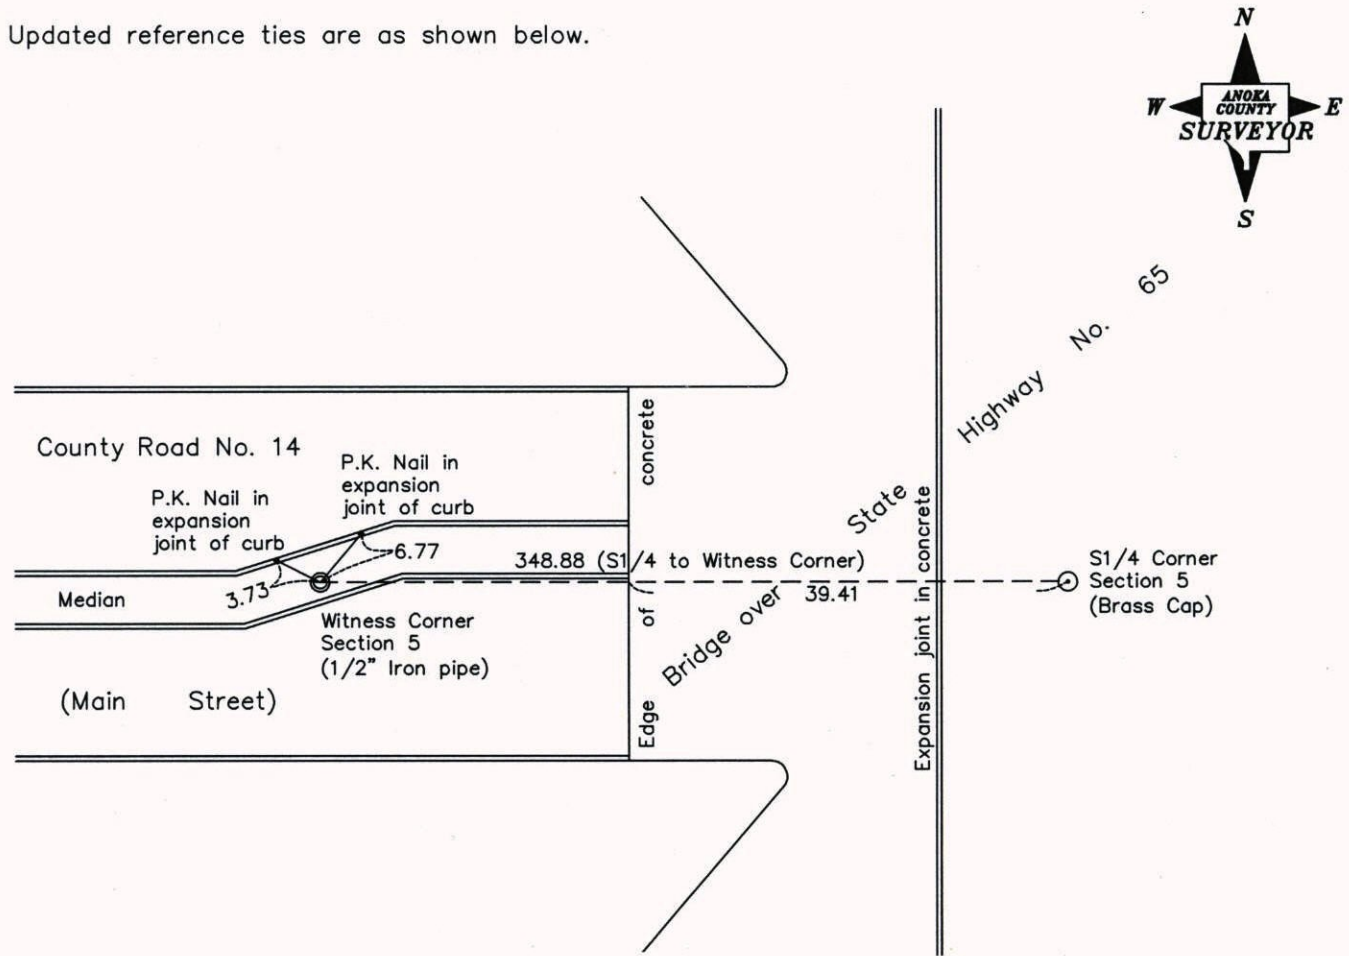 Updated reference ties are as shown below.
N
W
ANOKA
COUNTY
SURVEYOR
E
S
County Road No. 14
P.K. Nail in
expansion
joint of curb
P.K. Nail in
expansion
joint of curb
6.77
3.73
Median
Witness Corner
Section 5
(1/2" Iron pipe)
(Main Street)
348.88 (S1/4 to Witness Corner)
39.41
Edge of concrete
Bridge over State Highway No. 65
Expansion joint in concrete
S1/4 Corner
Section 5
(Brass Cap)